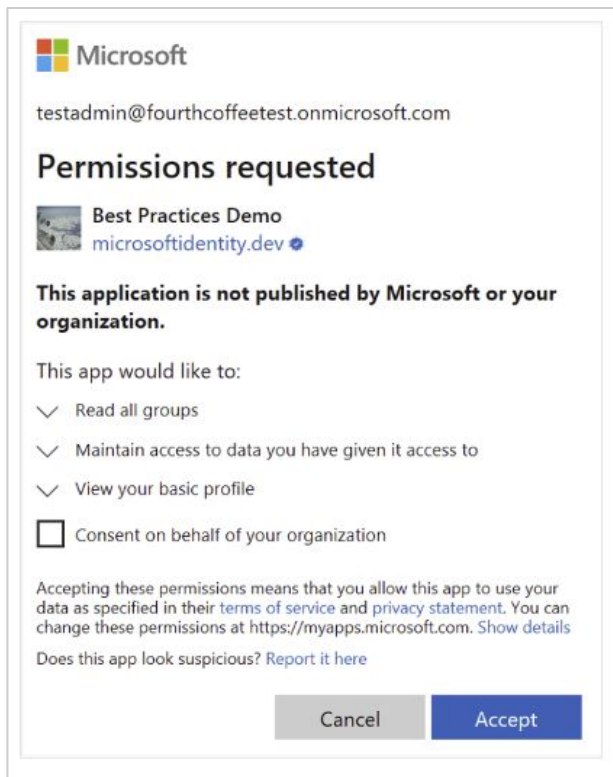 Microsoft
testadmin@fourthcoffeetest.onmicrosoft.com
Permissions requested
Best Practices Demo
microsoftidentity.dev
This application is not published by Microsoft or your
organization.
This app would like to:
Read all groups
Maintain access to data you have given it access to
View your basic profile
Consent on behalf of your organization
Accepting these permissions means that you allow this app to use your
data as specified in their terms of service and privacy statement. You can
change these permissions at https://myapps.microsoft.com. Show details
Does this app look suspicious? Report it here
Cancel Accept